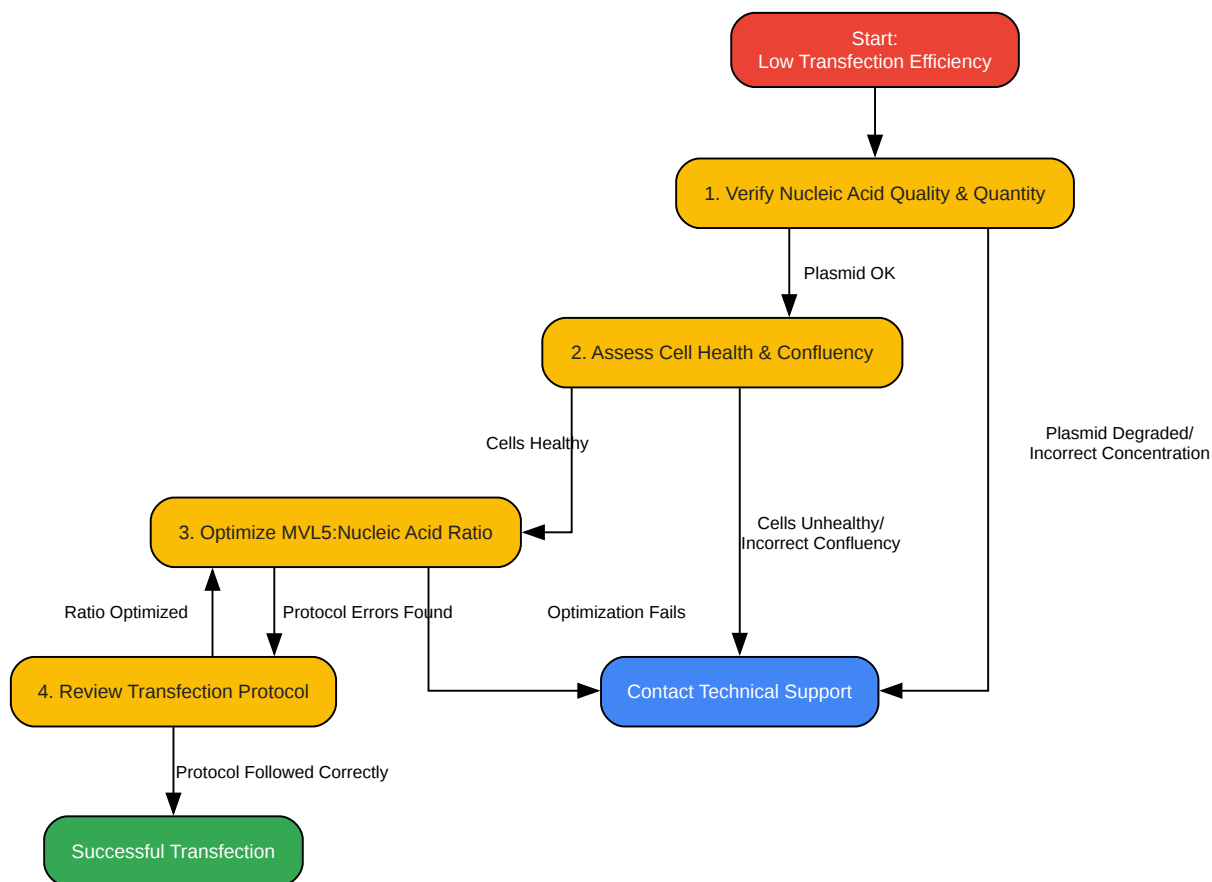 Start:
Low Transfection Efficiency
1. Verify Nucleic Acid Quality & Quantity
Plasmid OK
2. Assess Cell Health & Confluency
Cells Healthy
Plasmid Degraded/
Incorrect Concentration
3. Optimize MVL5:Nucleic Acid Ratio
Cells Unhealthy/
Incorrect Confluency
Ratio Optimized
Protocol Errors Found
Optimization Fails
4. Review Transfection Protocol
Contact Technical Support
Protocol Followed Correctly
Successful Transfection